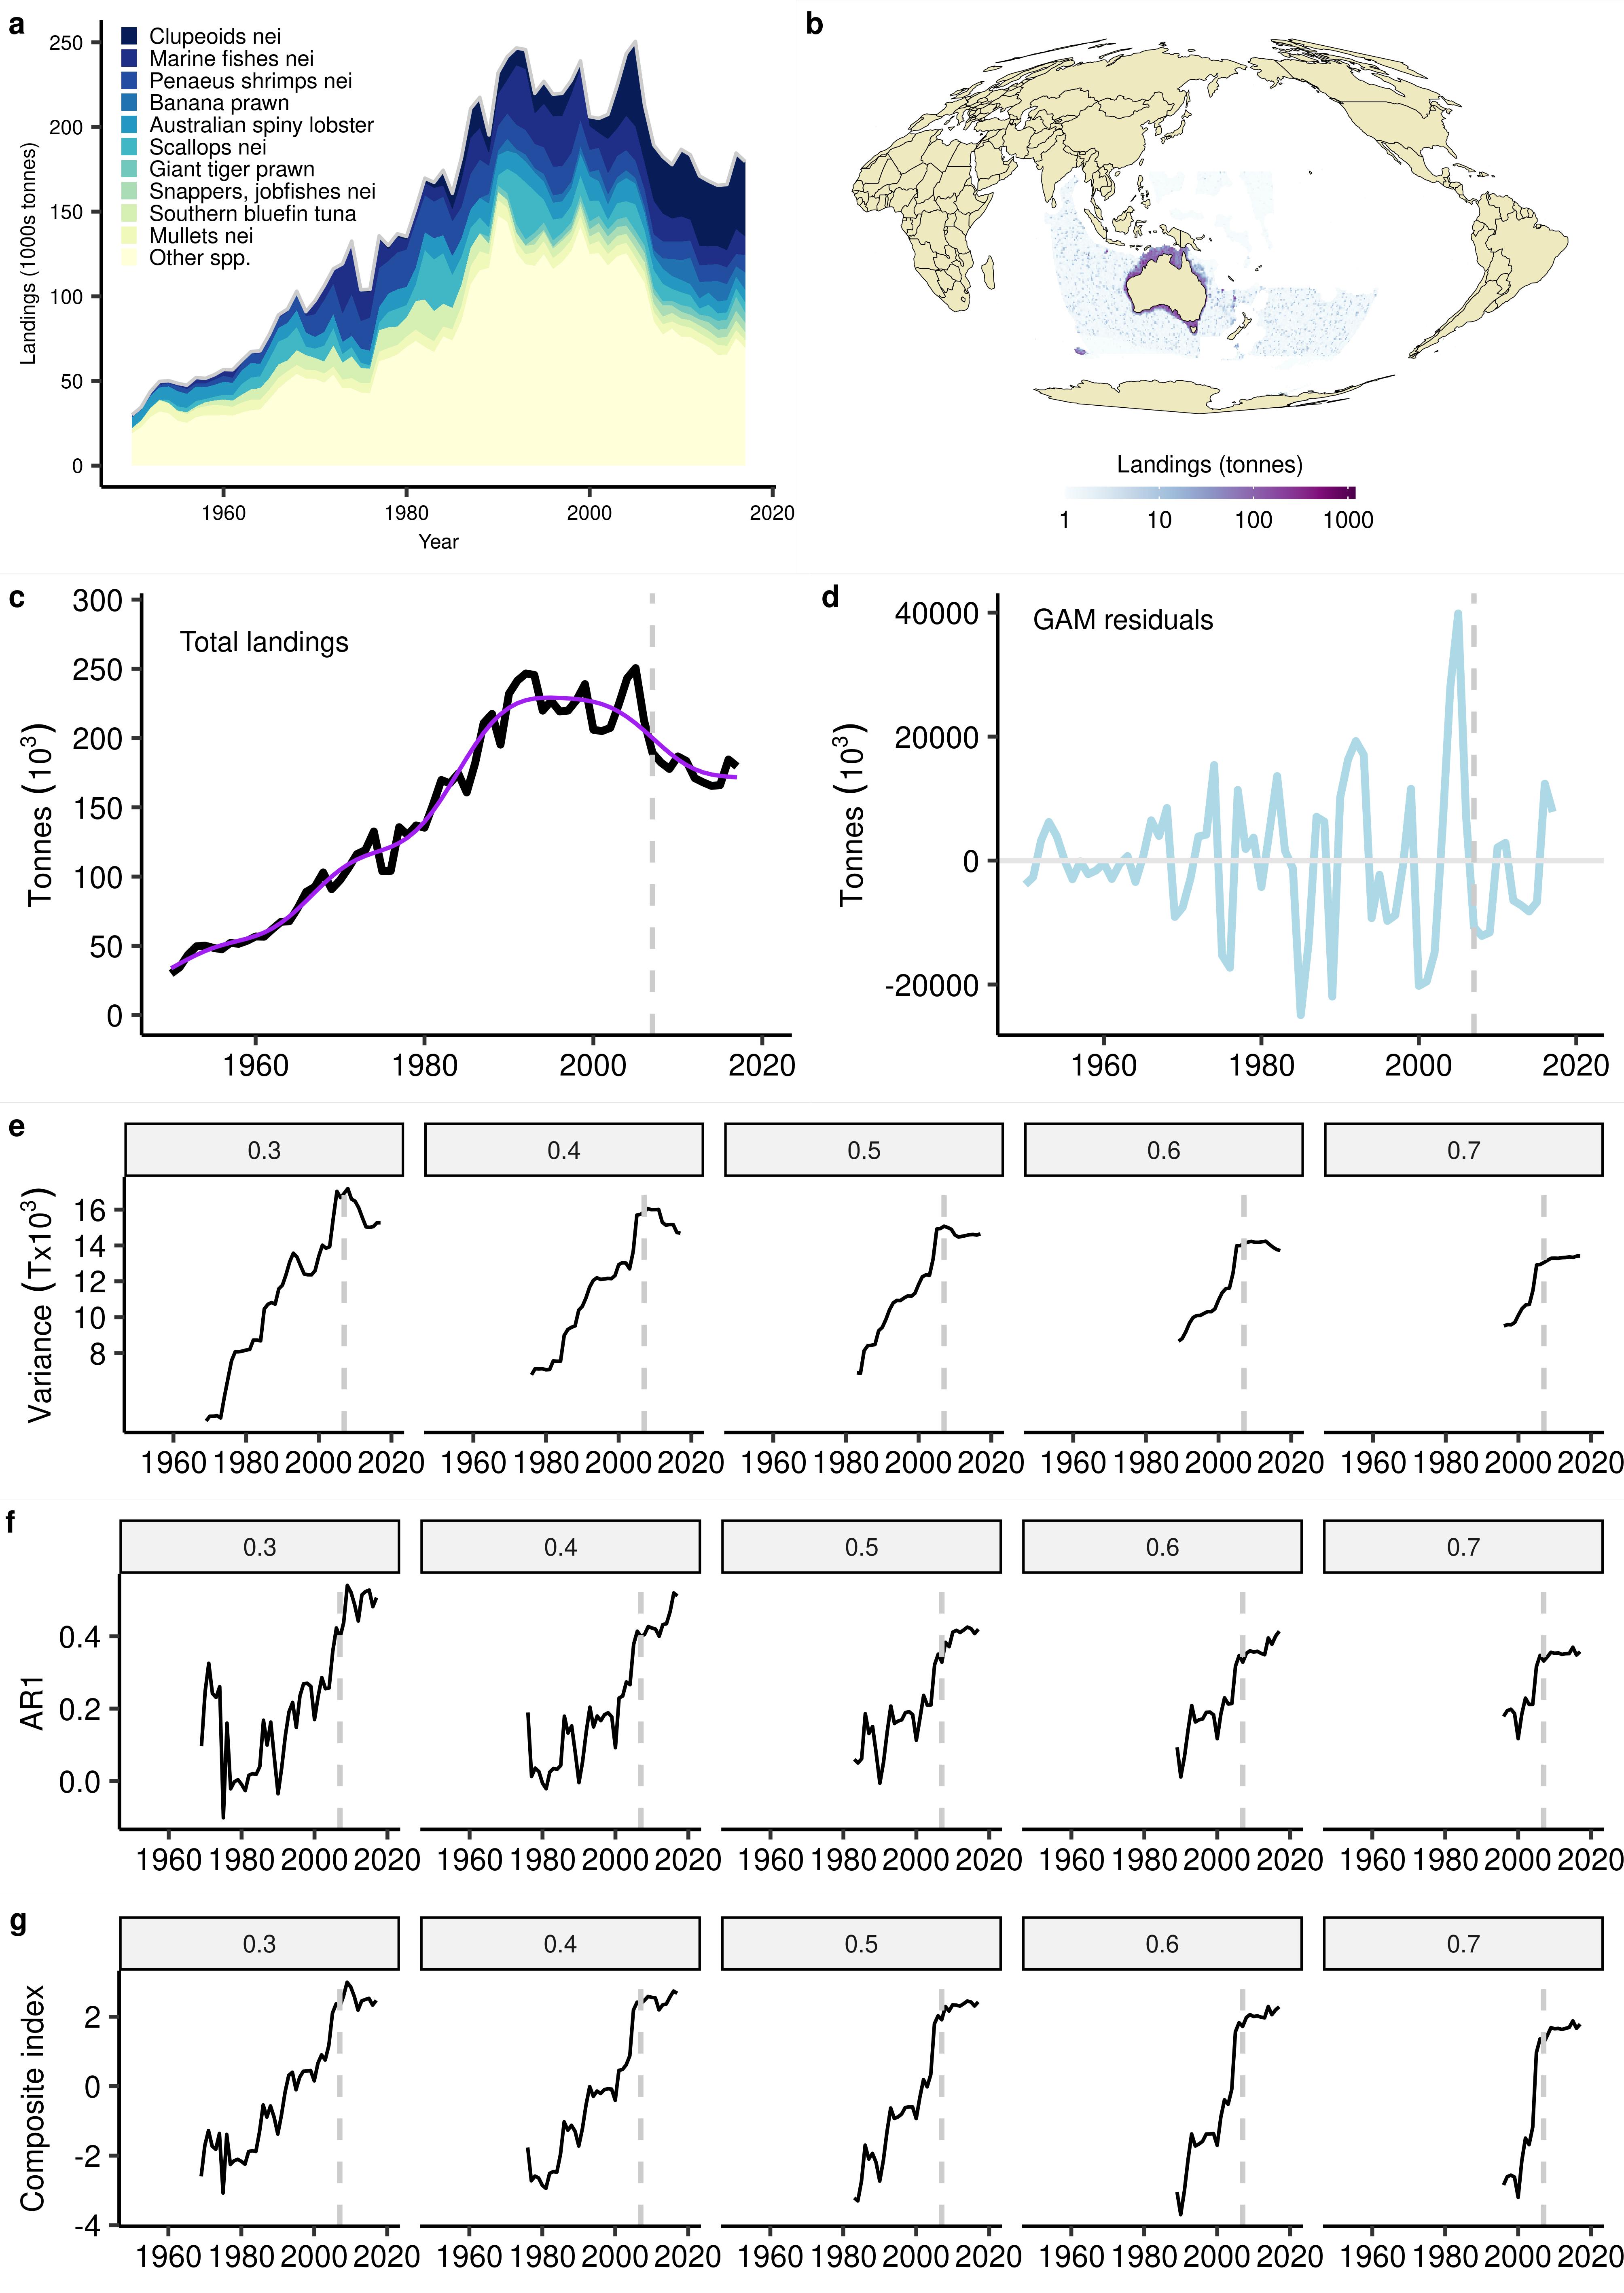 a
250
200
150
100
50
0
Landings (1000s tonnes)
Clupeoids nei
Marine fishes nei
Penaeus shrimps nei
Banana prawn
Australian spiny lobster
Scallops nei
Giant tiger prawn
Snappers, jobfishes nei
Southern bluefin tuna
Mullets nei
Other spp.
1960 1980 2000 2020
Year
b
Landings (tonnes)
1 10 100 1000
c
Total landings
300
250
200
150
100
50
0
Tonnes (10³)
1960 1980 2000 2020
d
GAM residuals
40000
20000
0
-20000
Tonnes (10³)
1960 1980 2000 2020
e
0.3 0.4 0.5 0.6 0.7
16
14
12
10
8
Variance (Tx10³)
1960 1980 2000 2020 1960 1980 2000 2020 1960 1980 2000 2020 1960 1980 2000 2020 1960 1980 2000 2020
f
0.3 0.4 0.5 0.6 0.7
0.4
0.2
0.0
AR1
1960 1980 2000 2020 1960 1980 2000 2020 1960 1980 2000 2020 1960 1980 2000 2020 1960 1980 2000 2020
g
0.3 0.4 0.5 0.6 0.7
2
0
-2
-4
Composite index
1960 1980 2000 2020 1960 1980 2000 2020 1960 1980 2000 2020 1960 1980 2000 2020 1960 1980 2000 2020